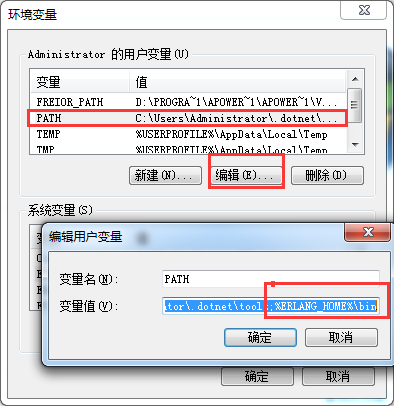 环境变量
Administrator 的用户变量(U)
变量 值
FREIOR_PATH D:\PROGRA~1\APOWER~1\APOWER~1\V...
PATH C:\Users\Administrator\.dotnet\...
TEMP %USERPROFILE%\AppData\Local\Temp
TMP %USERPROFILE%\AppData\Local\Temp
新建(N)... 编辑(E)... 删除(D)
系统变量(S)
编辑用户变量
变量名(N): PATH
变量值(V): ator\.dotnet\tools;%ERLANG_HOME%\bin
确定 取消
确定 取消